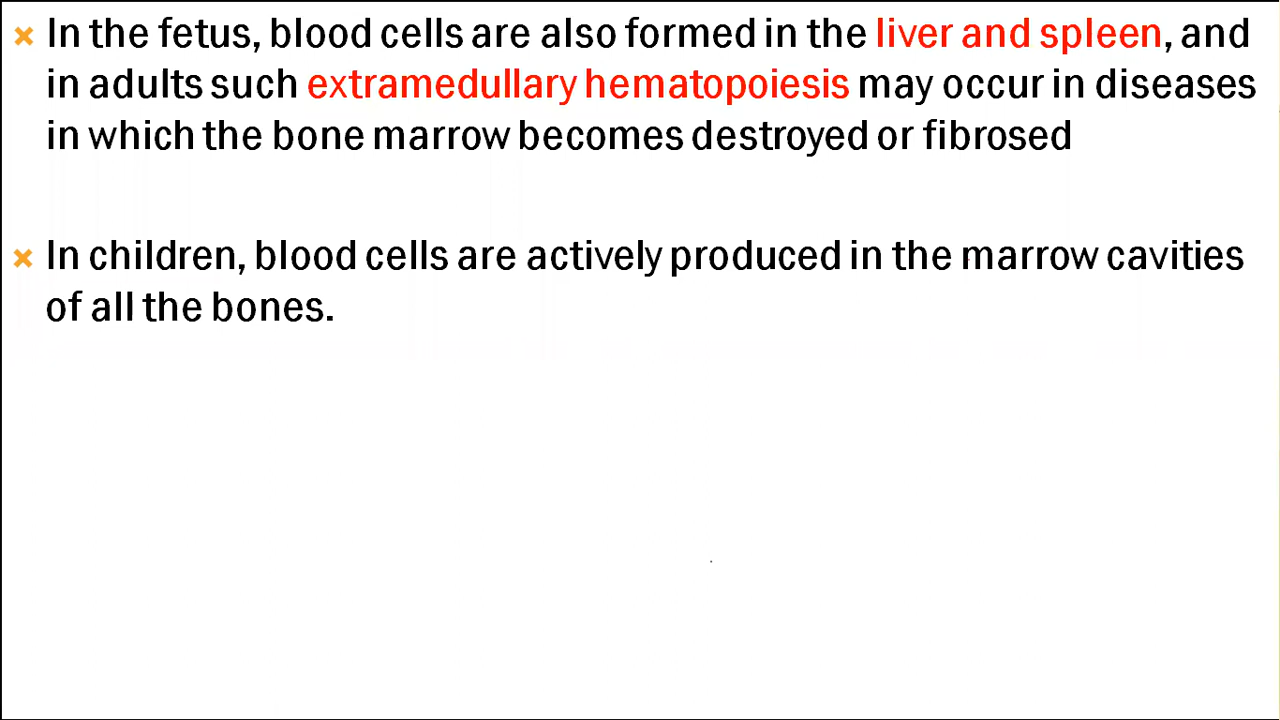 In the fetus, blood cells are also formed in the liver and spleen, and
in adults such extramedullary hematopoiesis may occur in diseases
in which the bone marrow becomes destroyed or fibrosed
In children, blood cells are actively produced in the marrow cavities
of all the bones.